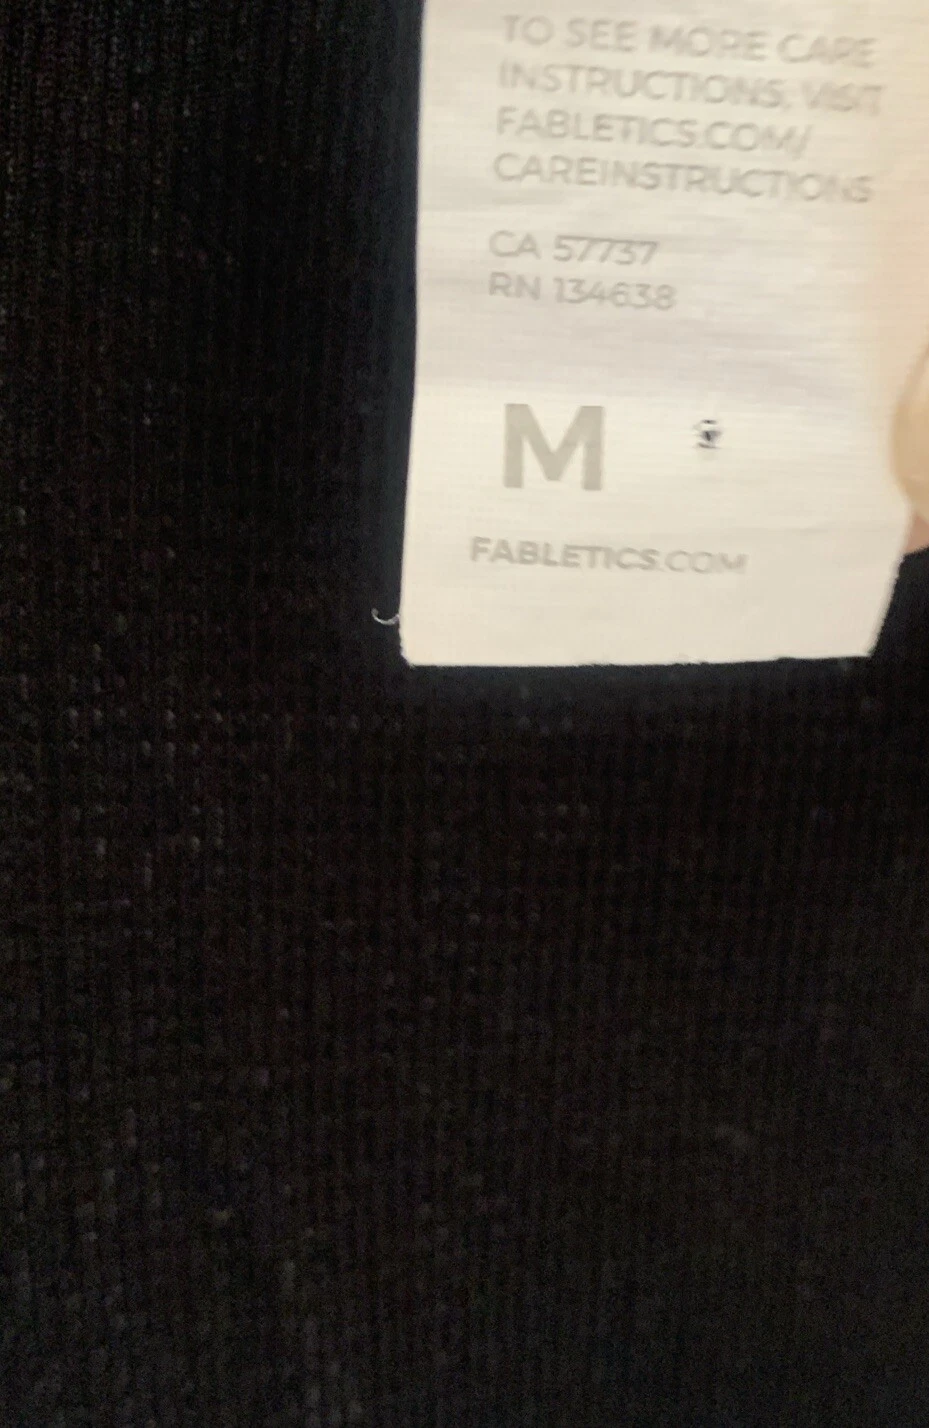 TO SEE MORE CARE
INSTRUCTIONS, VISIT
FABLETICS.COM/
CAREINSTRUCTIONS
CA 57737
RN 134638
M
FABLETICS.COM